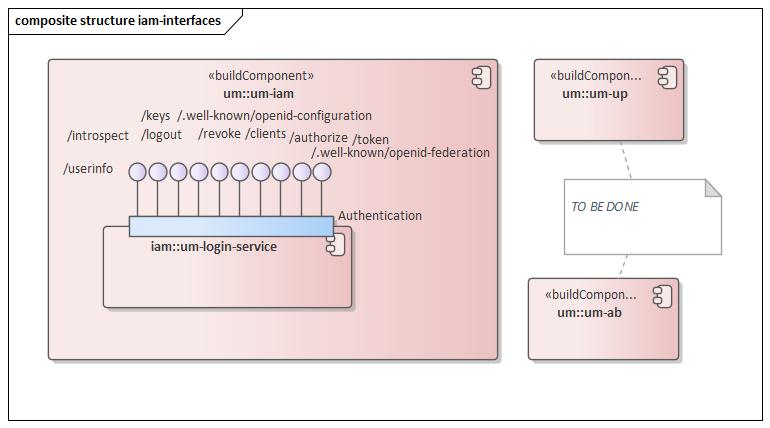 composite structure iam-interfaces
«buildComponent»
um::um-iam
/keys /.well-known/openid-configuration
/introspect /logout /revoke /clients /authorize /token
/.well-known/openid-federation
/userinfo
Authentication
iam::um-login-service
«buildCompon...
um::um-up
TO BE DONE
«buildCompon...
um::um-ab